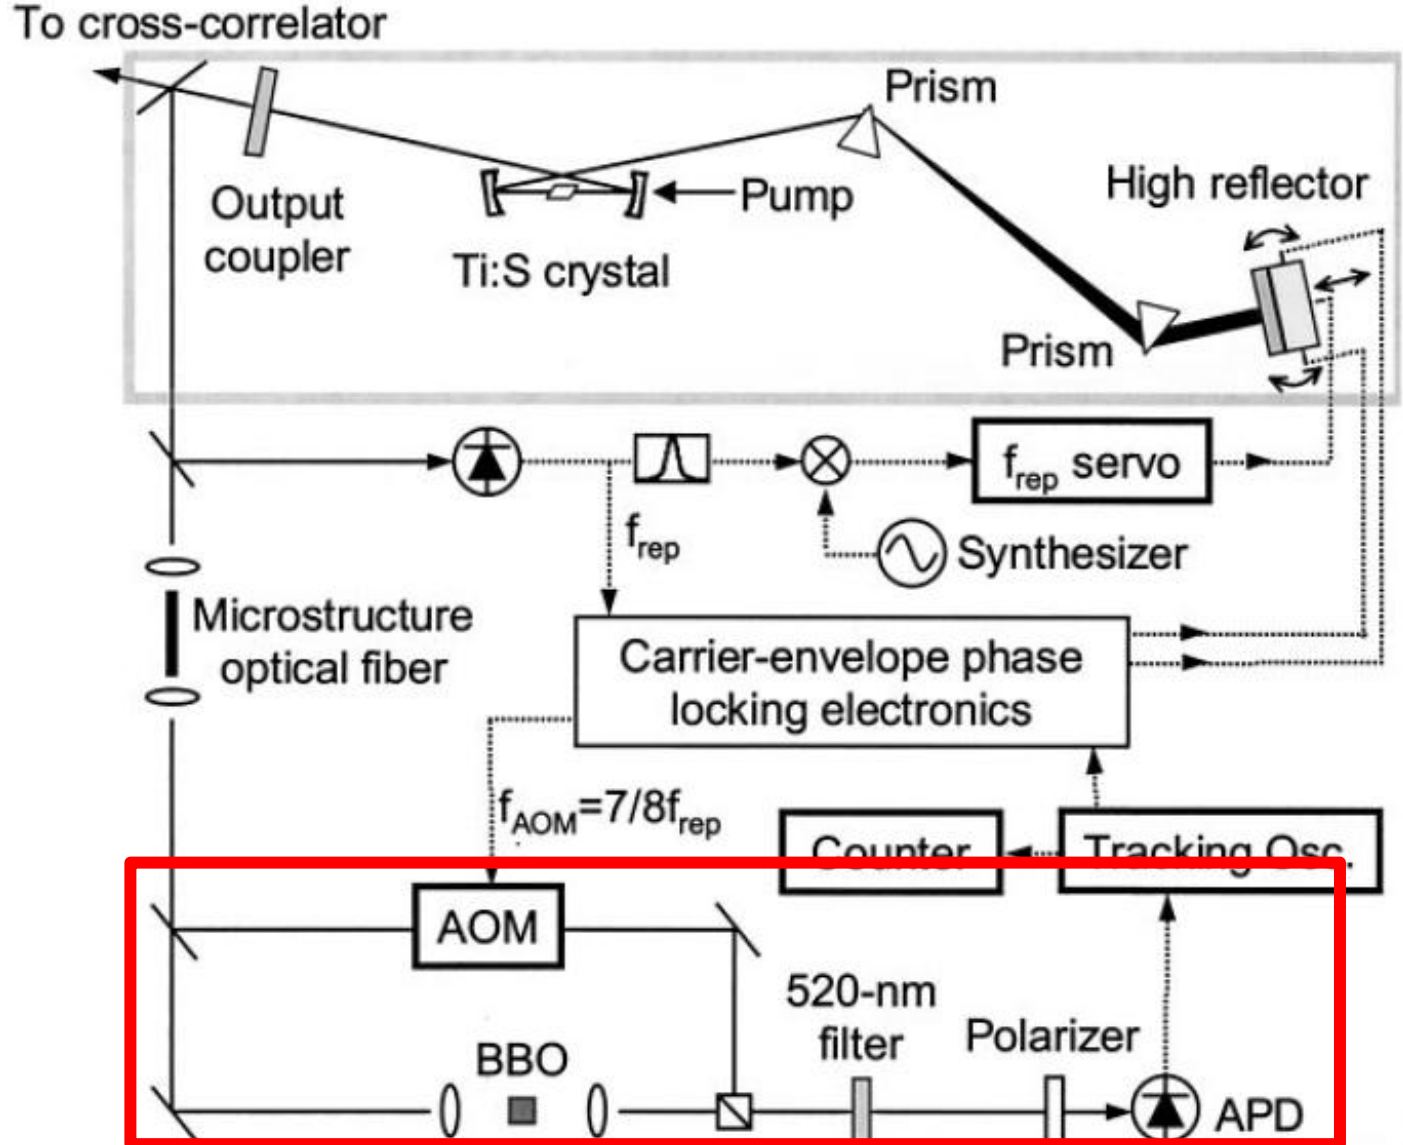 To cross-correlator
Prism
High reflector
Output
coupler
Pump
Ti:S crystal
Prism
frep servo
frep
Synthesizer
Microstructure
optical fiber
Carrier-envelope phase
locking electronics
fAOM=7/8frep
Counter
Tracking Osc.
AOM
520-nm
filter
Polarizer
BBO
APD